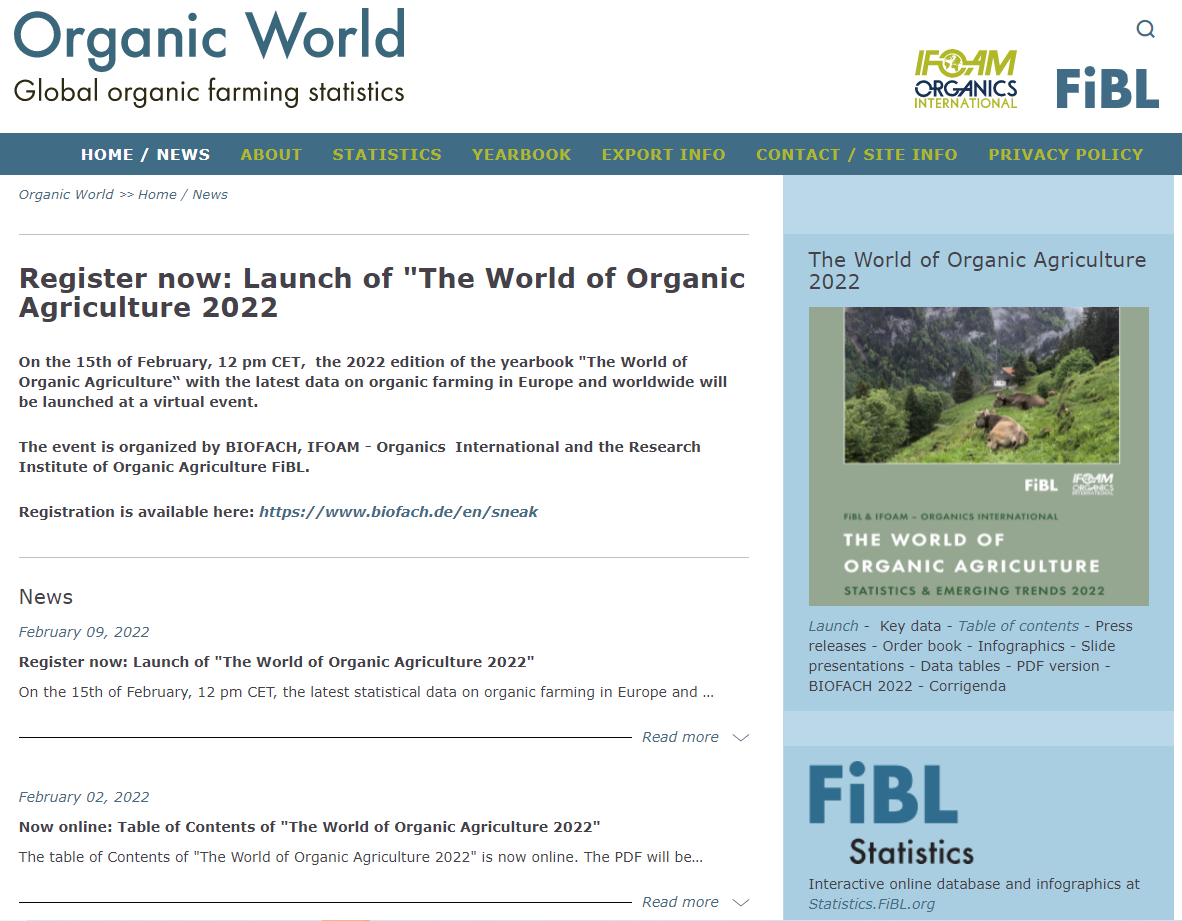 Organic World
Global organic farming statistics
IFOAM
ORGANICS
INTERNATIONAL
FiBL
HOME / NEWS ABOUT STATISTICS YEARBOOK EXPORT INFO CONTACT / SITE INFO PRIVACY POLICY
Organic World >> Home / News
Register now: Launch of "The World of Organic
Agriculture 2022
On the 15th of February, 12 pm CET,  the 2022 edition of the yearbook "The World of
Organic Agriculture“ with the latest data on organic farming in Europe and worldwide will
be launched at a virtual event.
The event is organized by BIOFACH, IFOAM - Organics  International and the Research
Institute of Organic Agriculture FiBL.
Registration is available here: https://www.biofach.de/en/sneak
News
February 09, 2022
Register now: Launch of "The World of Organic Agriculture 2022"
On the 15th of February, 12 pm CET, the latest statistical data on organic farming in Europe and ...
Read more
February 02, 2022
Now online: Table of Contents of "The World of Organic Agriculture 2022"
The table of Contents of "The World of Organic Agriculture 2022" is now online. The PDF will be...
Read more
The World of Organic Agriculture
2022
FiBL
IFOAM
ORGANICS
INTERNATIONAL
FiBL & IFOAM – ORGANICS INTERNATIONAL
THE WORLD OF
ORGANIC AGRICULTURE
STATISTICS & EMERGING TRENDS 2022
Launch -  Key data - Table of contents - Press
releases - Order book - Infographics - Slide
presentations - Data tables - PDF version -
BIOFACH 2022 - Corrigenda
FiBL
Statistics
Interactive online database and infographics at
Statistics.FiBL.org